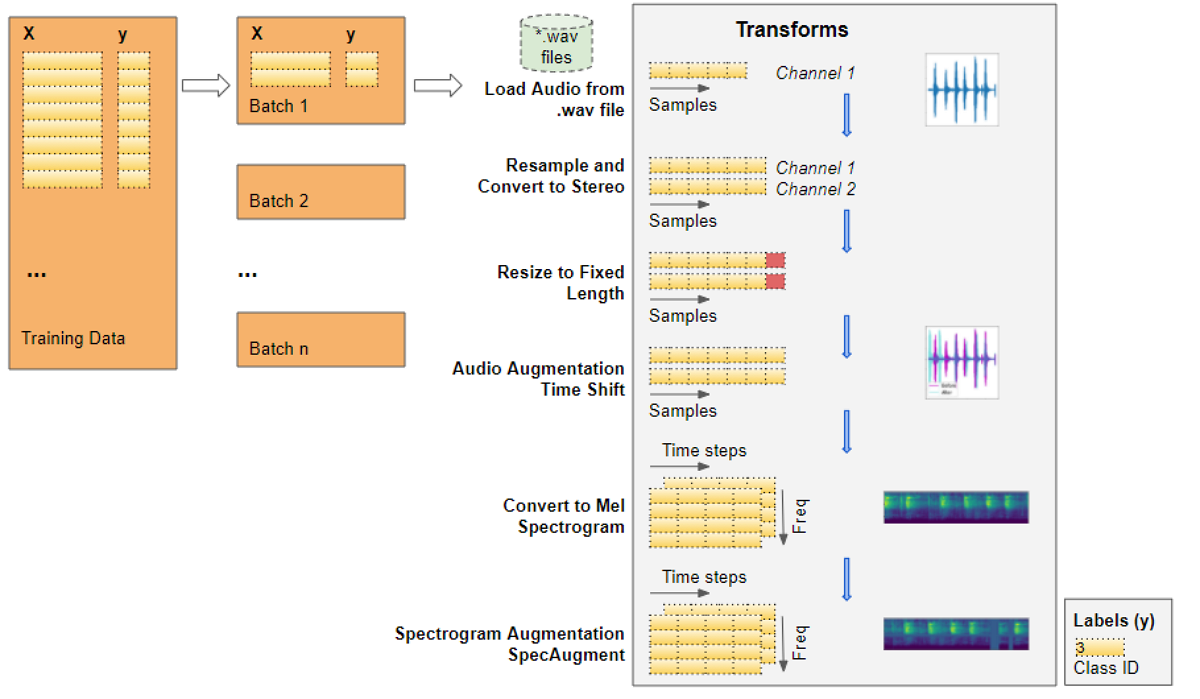 X y
X y
Batch 1
Batch 2
...
Batch n
...
Training Data
*.wav
files
Load Audio from
.wav file
Resample and
Convert to Stereo
Resize to Fixed
Length
Audio Augmentation
Time Shift
Convert to Mel
Spectrogram
Spectrogram Augmentation
SpecAugment
Transforms
Channel 1
Samples
Channel 1
Channel 2
Samples
Samples
Samples
Time steps
Freq
Time steps
Freq
Labels (y)
3
Class ID